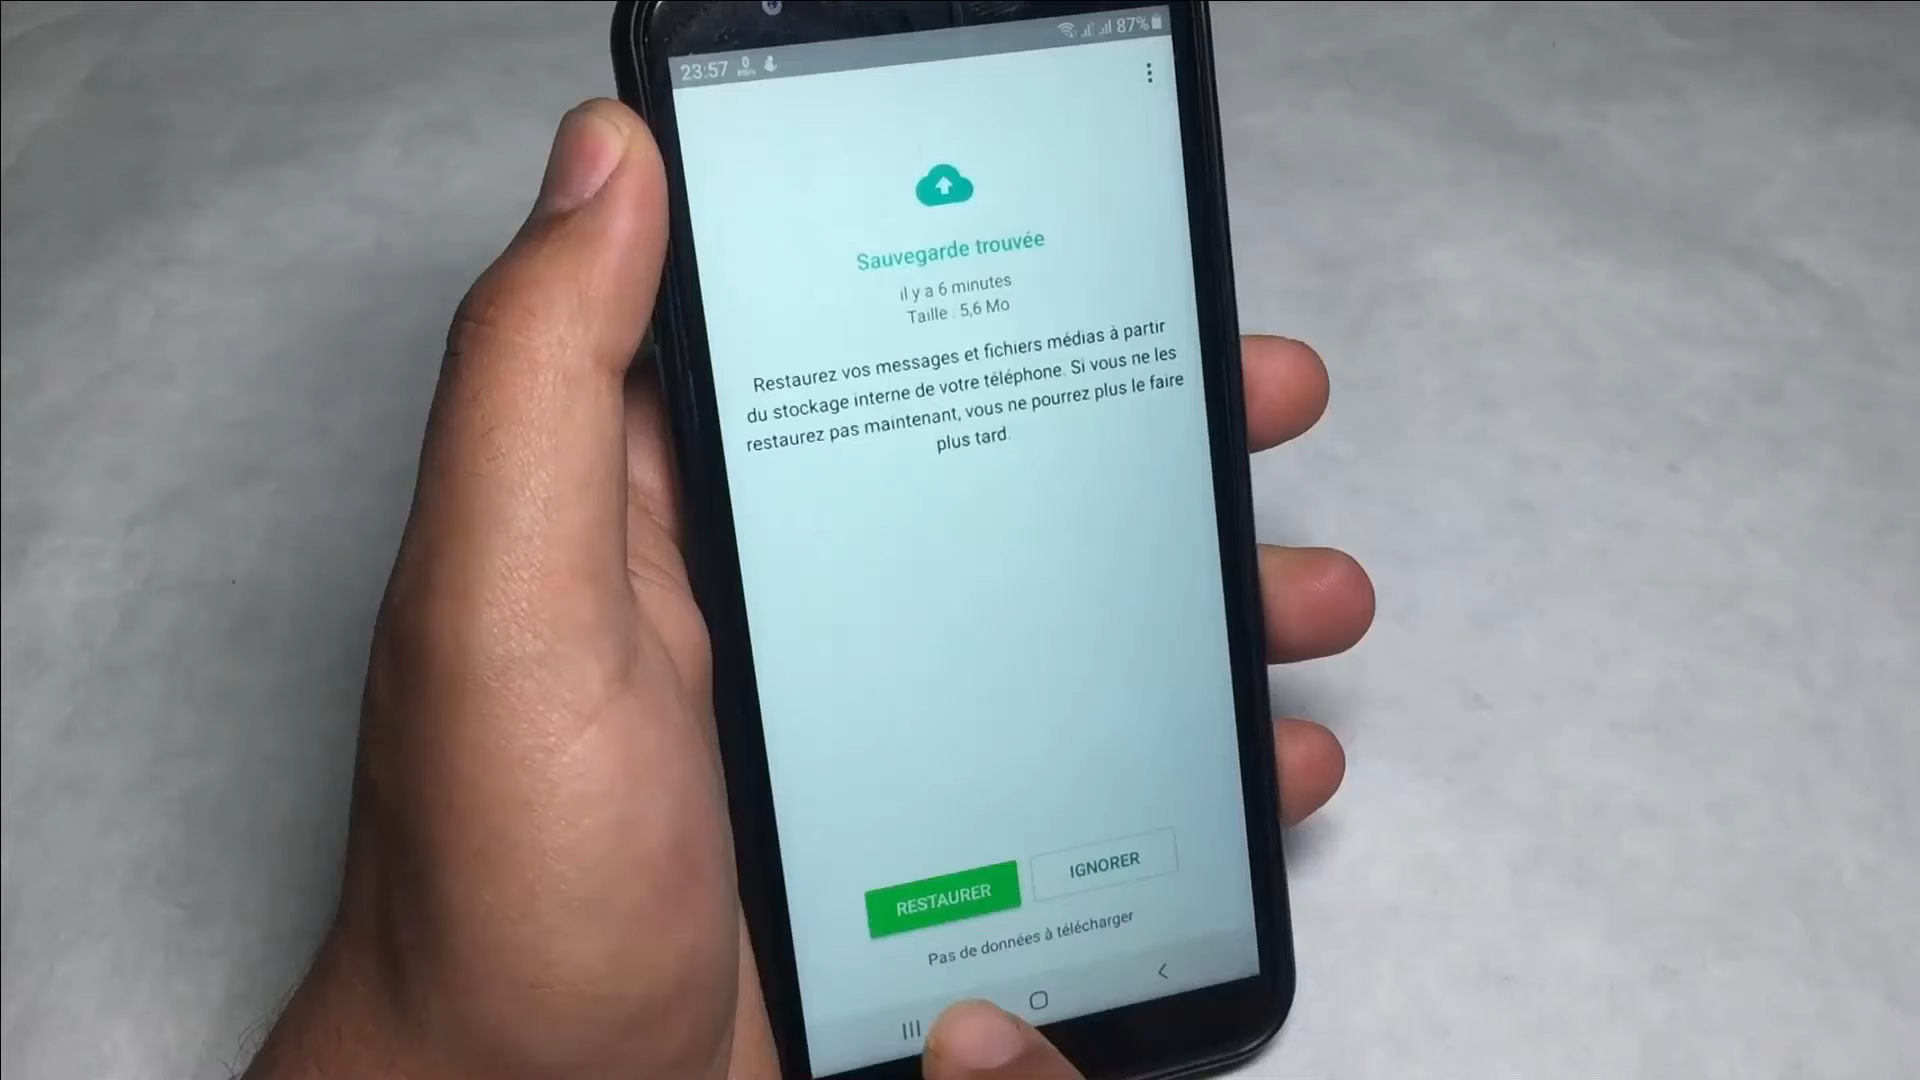 23:57
87%
Sauvegarde trouvée
il y a 6 minutes
Taille : 5,6 Mo
Restaurez vos messages et fichiers médias à partir
du stockage interne de votre téléphone. Si vous ne les
restaurez pas maintenant, vous ne pourrez plus le faire
plus tard.
RESTAURER
IGNORER
Pas de données à télécharger